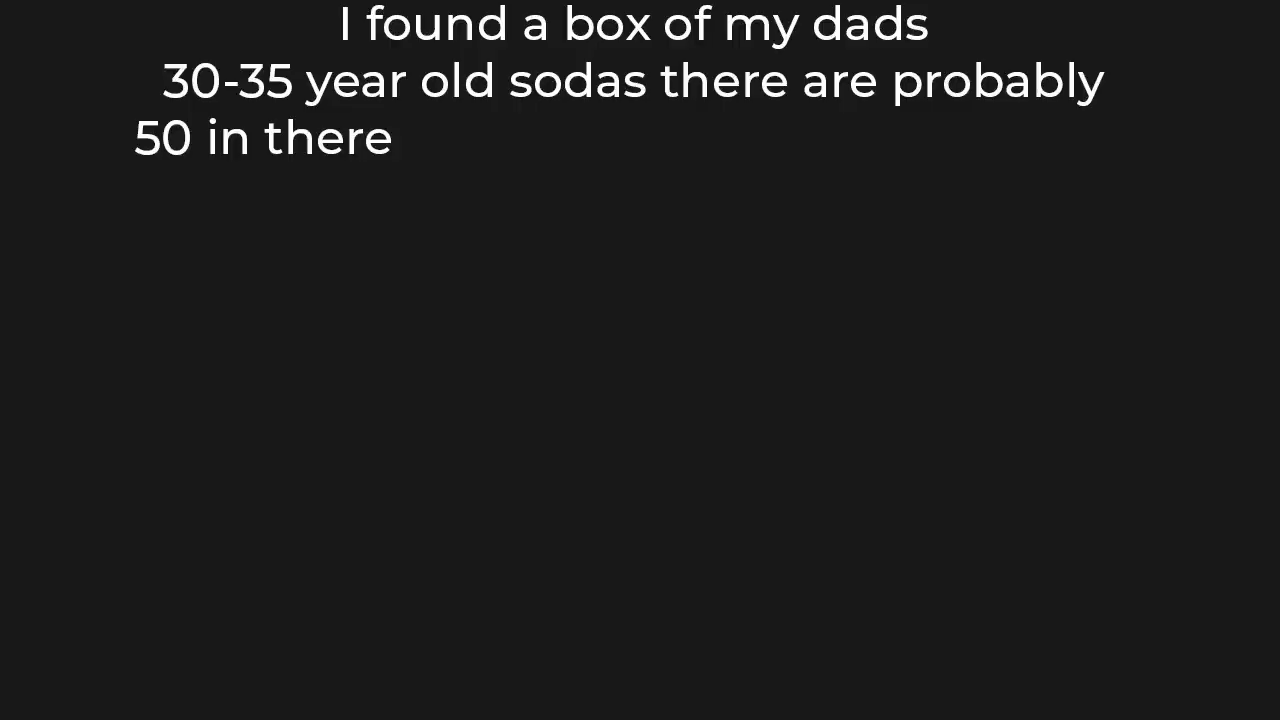 I found a box of my dads
30-35 year old sodas there are probably
50 in there